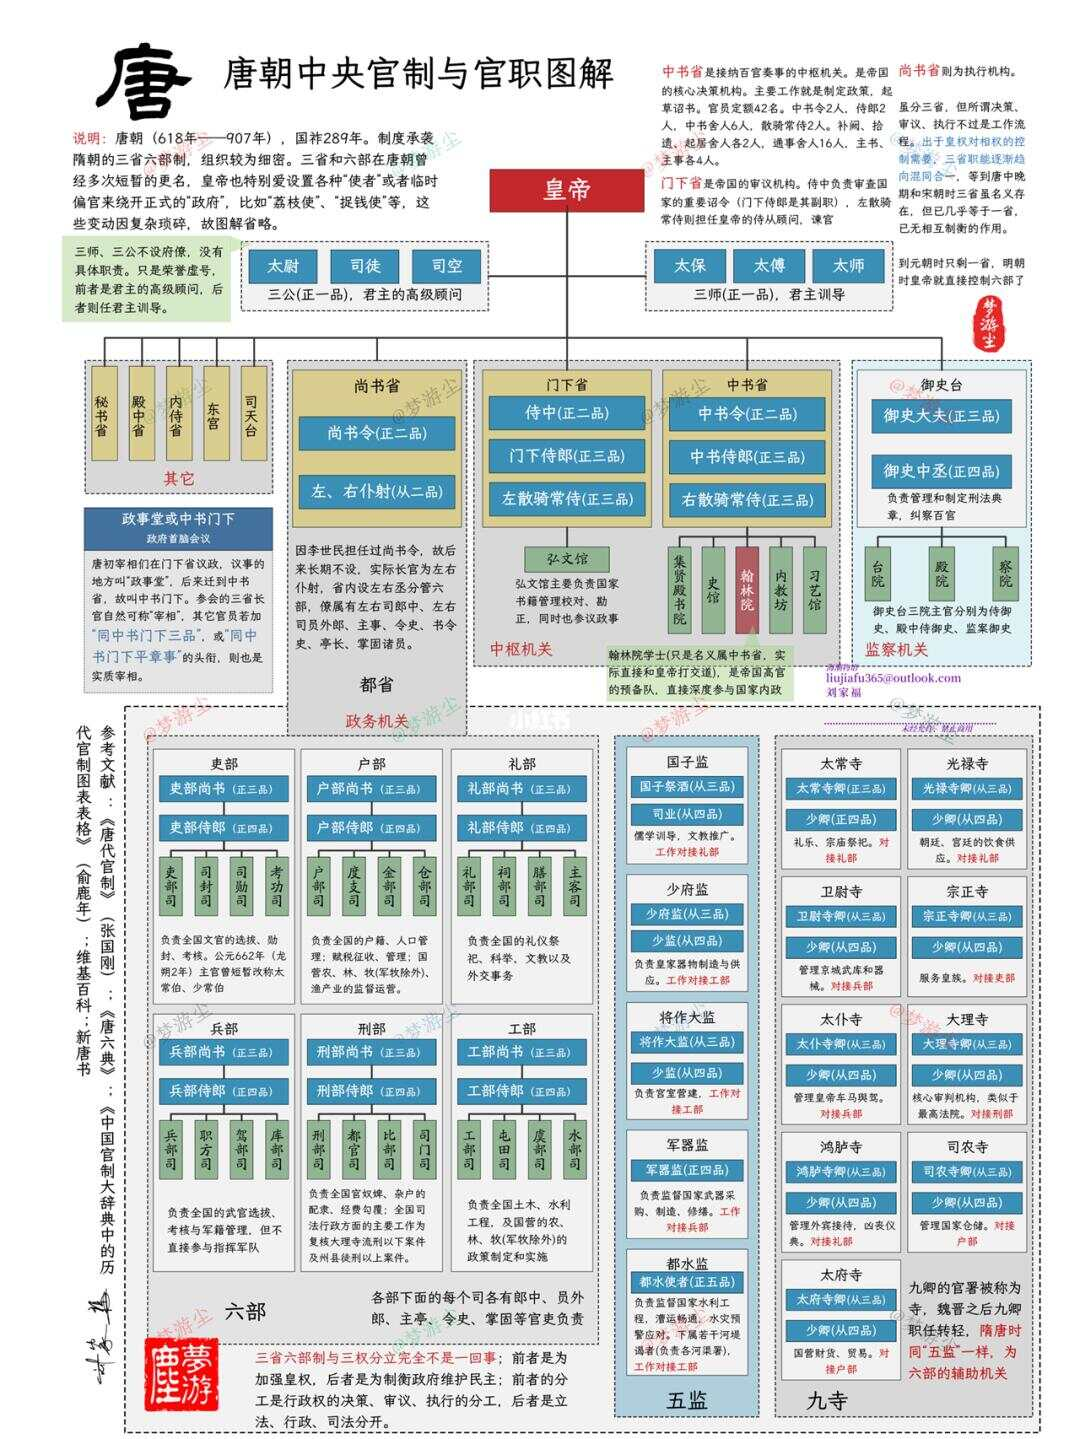 唐
唐朝中央官制与官职图解
说明：唐朝（618年——907年），国祚289年。制度承袭
隋朝的三省六部制，组织较为细密。三省和六部在唐朝曾
经多次短暂的更名，皇帝也特别爱设置各种“使者”或者临时
偏官来绕开正式的“政府”，比如“荔枝使”、“捉钱使”等，这
些变动因复杂琐碎，故图解省略。
中书省是接纳百官奏事的中枢机关。是帝国
的核心决策机构。主要工作就是制定政策，起
草诏书。官员定额42名。中书令2人，侍郎2
人，中书舍人6人，散骑常侍2人。补阙、拾
遗、起居舍人各2人，通事舍人16人，主书、
主事各4人。
门下省是帝国的审议机构。侍中负责审查国
家的重要诏令（门下侍郎是其副职），左散骑
常侍则担任皇帝的侍从顾问，谏官
尚书省则为执行机构。
虽分三省，但所谓决策、
审议、执行不过是工作流
程。出于皇权对相权的控
制需要，三省职能逐渐趋
向混同合一，等到唐中晚
期和宋朝时三省虽名义存
在，但已几乎等于一省，
已无相互制衡的作用。
到元朝时只剩一省，明朝
时皇帝就直接控制六部了
梦游尘
皇帝
三师、三公不设府僚，没有
具体职责。只是荣誉虚号，
前者是君主的高级顾问，后
者则任君主训导。
太尉
司徒
司空
三公(正一品)，君主的高级顾问
太保
太傅
太师
三师(正一品)，君主训导
秘书省
殿中省
内侍省
东宫
司天台
其它
政事堂或中书门下
政府首脑会议
唐初宰相们在门下省议政，议事的
地方叫“政事堂”，后来迁到中书
省，故叫中书门下。参会的三省长
官自然可称“宰相”，其它官员若加
“同中书门下三品”，或“同中
书门下平章事”的头衔，则也是
实质宰相。
尚书省
尚书令(正二品)
左、右仆射(从二品)
因李世民担任过尚书令，故后
来长期不设，实际长官为左右
仆射，省内设左右丞分管六
部，僚属有左右司郎中、左右
司员外郎、主事、令史、书令
史、亭长、掌固诸员。
都省
政务机关
门下省
侍中(正二品)
门下侍郎(正三品)
左散骑常侍(正三品)
弘文馆
弘文馆主要负责国家
书籍管理校对、勘
正，同时也参议政事
中枢机关
中书省
中书令(正二品)
中书侍郎(正三品)
右散骑常侍(正三品)
集贤殿书院
史馆
翰林院
内教坊
习艺馆
翰林院学士(只是名义属中书省，实
际直接和皇帝打交道)，是帝国高官
的预备队，直接深度参与国家内政
御史台
御史大夫(正三品)
御史中丞(正四品)
负责管理和制定刑法典
章，纠察百官
台院
殿院
察院
御史台三院主官分别为侍御
史、殿中侍御史、监案御史
监察机关
liujiafu365@outlook.com
刘家福
未经允许，禁止商用
参考文献：《唐代官制》（张国刚）；《唐六典》；《中国官制大辞典中的历
代官制图表表格》（俞鹿年）；维基百科；新唐书
吏部
吏部尚书（正三品）
吏部侍郎（正四品）
吏部司
司封司
司勋司
考功司
负责全国文官的选拔、勋
封、考核。公元662年（龙
朔2年）主官曾短暂改称太
常伯、少常伯
户部
户部尚书（正三品）
户部侍郎（正四品）
户部司
度支司
金部司
仓部司
负责全国的户籍、人口管
理；赋税征收、管理；国
营农、林、牧(军牧除外)、
渔产业的监督运营。
礼部
礼部尚书（正三品）
礼部侍郎（正四品）
礼部司
祠部司
膳部司
主客司
负责全国的礼仪祭
祀、科举、文教以及
外交事务
兵部
兵部尚书（正三品）
兵部侍郎（正四品）
兵部司
职方司
驾部司
库部司
负责全国的武官选拔、
考核与军籍管理，但不
直接参与指挥军队
刑部
刑部尚书（正三品）
刑部侍郎（正四品）
刑部司
都官司
比部司
司门司
负责全国官奴婢、杂户的
配隶、经费勾覆；全国司
法行政方面的主要工作为
复核大理寺流刑以下案件
及州县徒刑以上案件。
工部
工部尚书（正三品）
工部侍郎（正四品）
工部司
屯田司
虞部司
水部司
负责全国土木、水利
工程，及国营的农、
林、牧(军牧除外)的
政策制定和实施
六部
各部下面的每个司各有郎中、员外
郎、主亭、令史、掌固等官吏负责
三省六部制与三权分立完全不是一回事；前者是为
加强皇权，后者是为制衡政府维护民主；前者的分
工是行政权的决策、审议、执行的分工，后者是立
法、行政、司法分开。
夢游塵
国子监
国子祭酒(从三品)
司业(从四品)
儒学训导，文教推广。
工作对接礼部
少府监
少府监(从三品)
少监(从四品)
负责皇家器物制造与供
应。工作对接工部
将作大监
将作大监(从三品)
少监(从四品)
负责宫室营建，工作对
接工部
军器监
军器监(正四品)
负责监督国家武器采
购、制造、修缮。工作
对接兵部
都水监
都水使者(正五品)
负责监督国家水利工
程，漕运畅通，水灾预
警应对。下属若干河堤
谒者(负责各河渠署)，
工作对接工部
五监
太常寺
太常寺卿(正三品)
少卿(正四品)
礼乐、宗庙祭祀。对
接礼部
光禄寺
光禄寺卿(从三品)
少卿(从四品)
朝廷、宫廷的饮食供
应。对接礼部
卫尉寺
卫尉寺卿(从三品)
少卿(从四品)
管理京城武库和器
械。对接兵部
宗正寺
宗正寺卿(从三品)
少卿(从四品)
服务皇族。对接吏部
太仆寺
太仆寺卿(从三品)
少卿(从四品)
管理皇帝车马舆驾。
对接兵部
大理寺
大理寺卿(从三品)
少卿(从四品)
核心审判机构，类似于
最高法院。对接刑部
鸿胪寺
鸿胪寺卿(从三品)
少卿(从四品)
管理外宾接待，凶丧仪
典。对接礼部
司农寺
司农寺卿(从三品)
少卿(从四品)
管理国家仓储。对接
户部
太府寺
太府寺卿(从三品)
少卿(从四品)
国营财货、贸易。对
接户部
九卿的官署被称为
寺，魏晋之后九卿
职任转轻，隋唐时
同“五监”一样，为
六部的辅助机关
九寺
@梦游尘